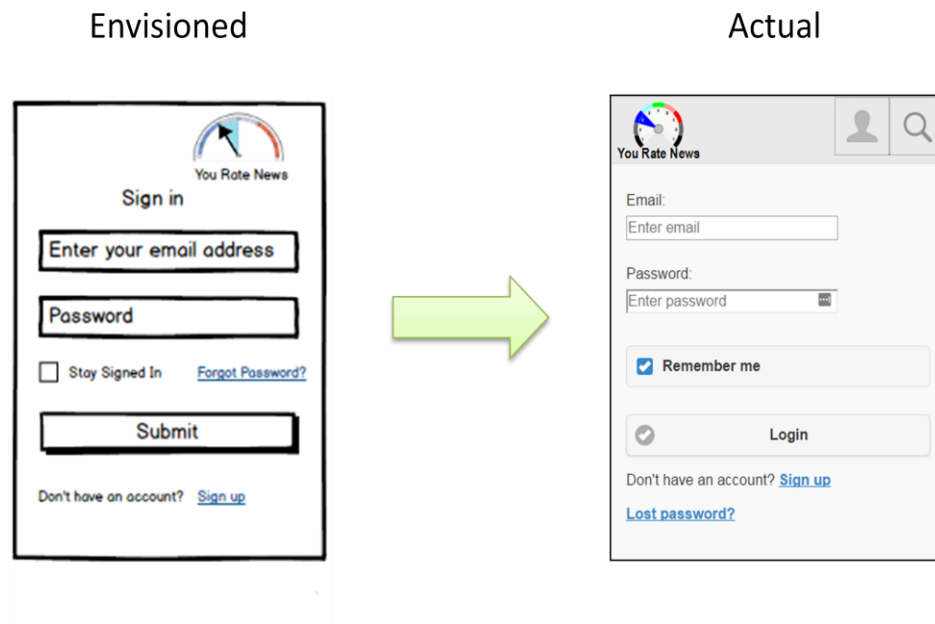 Envisioned
Actual
You Rate News
Sign in
Enter your email address
Password
Stay Signed In Forgot Password?
Submit
Don't have an account? Sign up
You Rate News
Email:
Enter email
Password:
Enter password
Remember me
Login
Don't have an account? Sign up
Lost password?